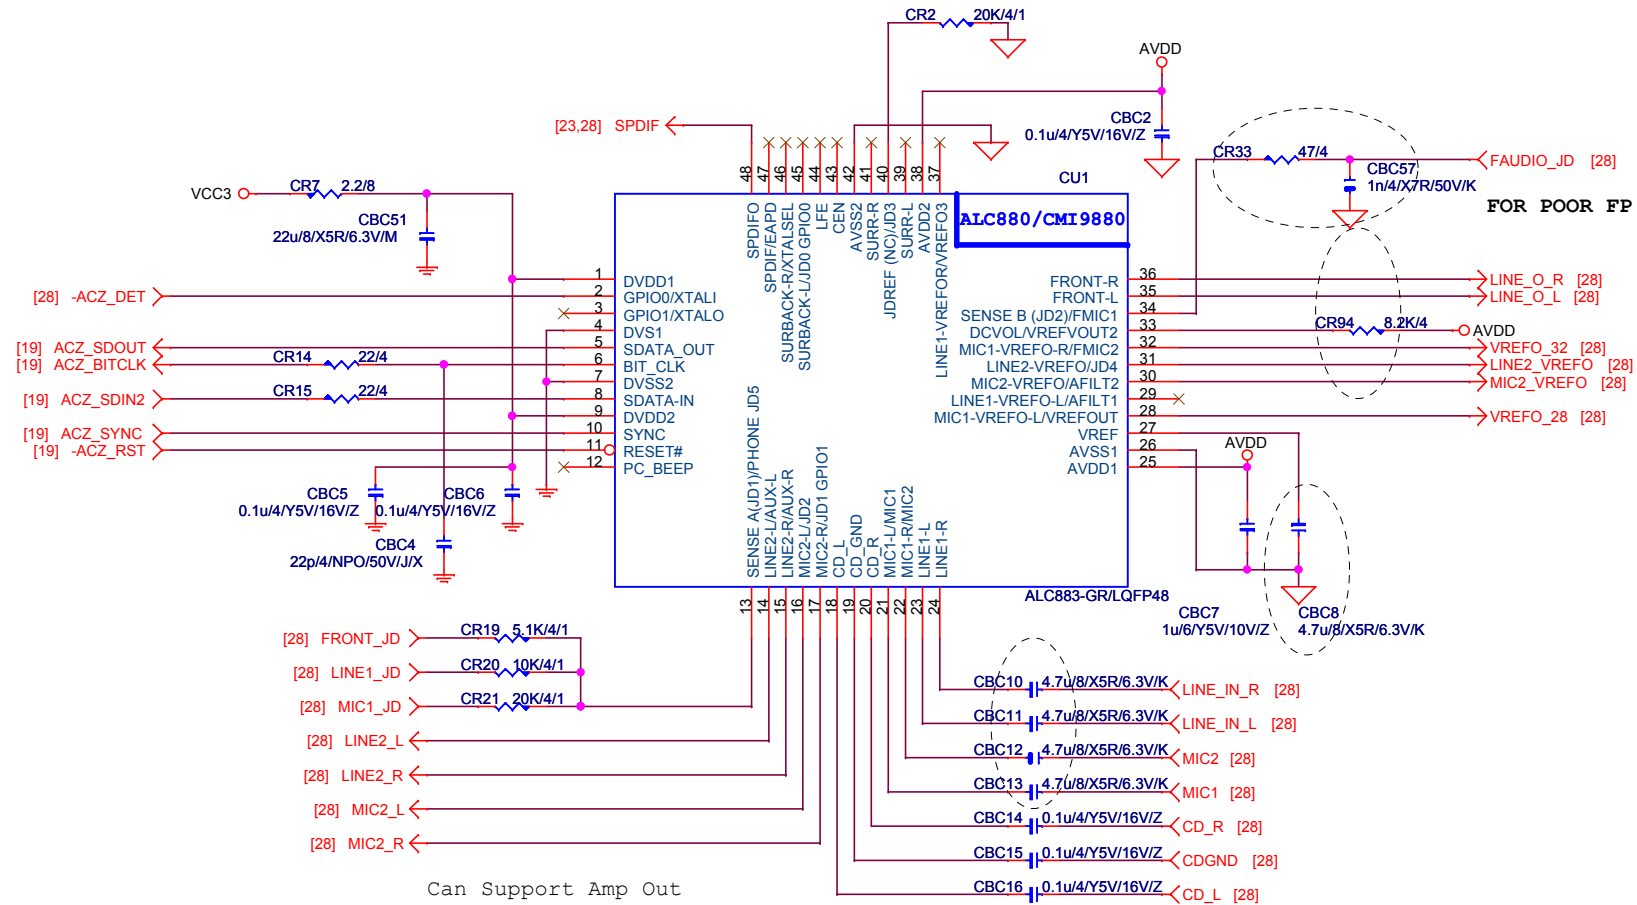 CR2 20K/4/1
AVDD
CBC2
0.1u/4/Y5V/16V/Z
[23,28] SPDIF
CR33 47/4
CBC57
1n/4/X7R/50V/K
FAUDIO_JD [28]
FOR POOR FP
48 47 46 45 44 43 42 41 40 39 38 37
CU1
ALC880/CMI9880
SPDIFO
SPDIF/EAPD
SURBACK-R/XTALSEL
SURBACK-L/JD0 GPIO0
LFE
CEN
AVSS2
SURR-R
JDREF (NC)/JD3
SURR-L
AVDD2
LINE1-VREFOR/VREFO3
VCC3
CR7 2.2/8
CBC51
22u/8/X5R/6.3V/M
1 DVDD1
[28] -ACZ_DET 2 GPIO0/XTALI
3 GPIO1/XTALO
4 DVS1
[19] ACZ_SDOUT 5 SDATA_OUT
[19] ACZ_BITCLK CR14 22/4 6 BIT_CLK
7 DVSS2
[19] ACZ_SDIN2 CR15 22/4 8 SDATA-IN
9 DVDD2
[19] ACZ_SYNC 10 SYNC
[19] -ACZ_RST 11 RESET#
12 PC_BEEP
FRONT-R 36 LINE_O_R [28]
FRONT-L 35 LINE_O_L [28]
SENSE B (JD2)/FMIC1 34
DCVOL/VREFVOUT2 33 CR94 8.2K/4 AVDD
MIC1-VREFO-R/FMIC2 32 VREFO_32 [28]
LINE2-VREFO/JD4 31 LINE2_VREFO [28]
MIC2-VREFO/AFILT2 30 MIC2_VREFO [28]
LINE1-VREFO-L/AFILT1 29
MIC1-VREFO-L/VREFOUT 28 VREFO_28 [28]
VREF 27
AVSS1 26
AVDD1 25
AVDD
CBC5
0.1u/4/Y5V/16V/Z
CBC6
0.1u/4/Y5V/16V/Z
CBC4
22p/4/NPO/50V/J/X
SENSE A(JD1)/PHONE JD5
LINE2-L/AUX-L
LINE2-R/AUX-R
MIC2-L/JD2
MIC2-R/JD1 GPIO1
CD_L
CD_GND
CD_R
MIC1-L/MIC1
MIC1-R/MIC2
LINE1-L
LINE1-R
13 14 15 16 17 18 19 20 21 22 23 24
ALC883-GR/LQFP48
CBC7
1u/6/Y5V/10V/Z
CBC8
4.7u/8/X5R/6.3V/K
[28] FRONT_JD CR19 5.1K/4/1
[28] LINE1_JD CR20 10K/4/1
[28] MIC1_JD CR21 20K/4/1
[28] LINE2_L
[28] LINE2_R
[28] MIC2_L
[28] MIC2_R
CBC10 4.7u/8/X5R/6.3V/K LINE_IN_R [28]
CBC11 4.7u/8/X5R/6.3V/K LINE_IN_L [28]
CBC12 4.7u/8/X5R/6.3V/K MIC2 [28]
CBC13 4.7u/8/X5R/6.3V/K MIC1 [28]
CBC14 0.1u/4/Y5V/16V/Z CD_R [28]
CBC15 0.1u/4/Y5V/16V/Z CDGND [28]
CBC16 0.1u/4/Y5V/16V/Z CD_L [28]
Can Support Amp Out